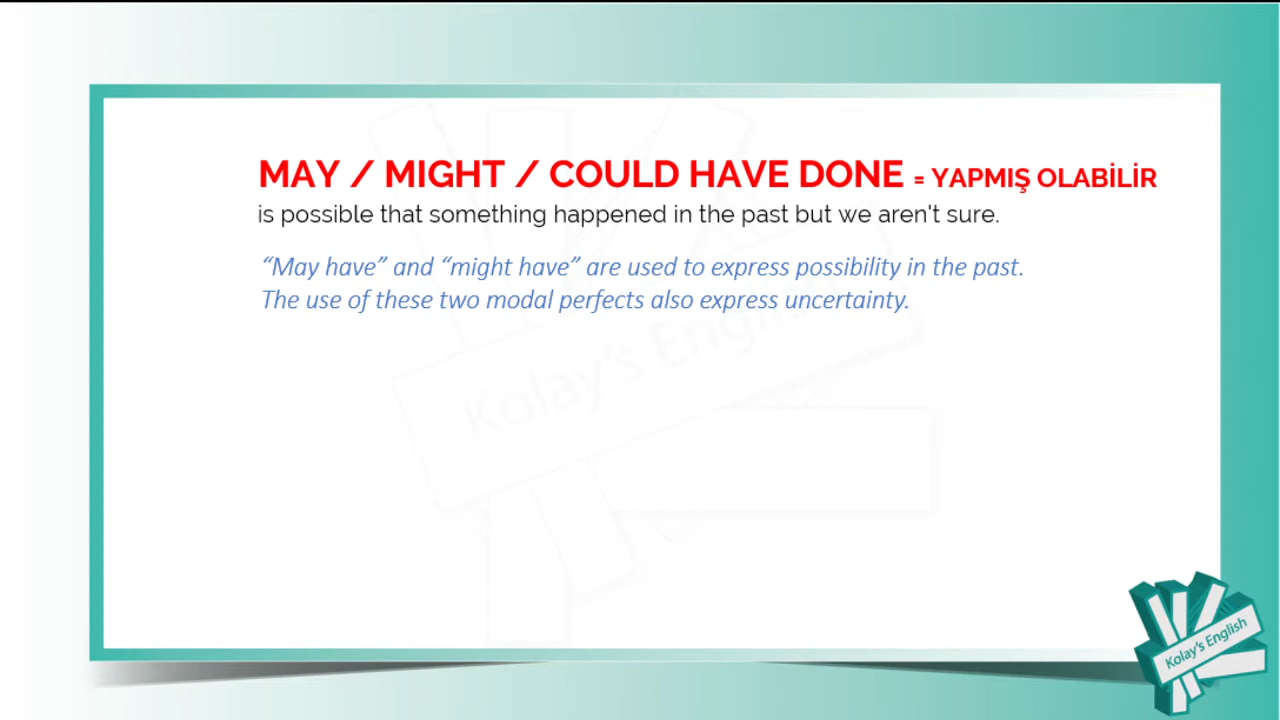 MAY / MIGHT / COULD HAVE DONE = YAPMIŞ OLABİLİR
is possible that something happened in the past but we aren't sure.
“May have” and “might have” are used to express possibility in the past.
The use of these two modal perfects also express uncertainty.
Kolay's English
Kolay's English